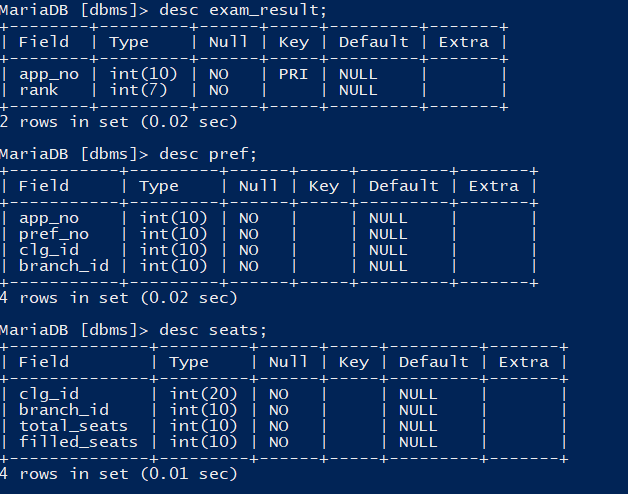 MariaDB [dbms]> desc exam_result;
+--------+---------+------+-----+---------+-------+
| Field  | Type    | Null | Key | Default | Extra |
+--------+---------+------+-----+---------+-------+
| app_no | int(10) | NO   | PRI | NULL    |       |
| rank   | int(7)  | NO   |     | NULL    |       |
+--------+---------+------+-----+---------+-------+
2 rows in set (0.02 sec)

MariaDB [dbms]> desc pref;
+-----------+---------+------+-----+---------+-------+
| Field     | Type    | Null | Key | Default | Extra |
+-----------+---------+------+-----+---------+-------+
| app_no    | int(10) | NO   |     | NULL    |       |
| pref_no   | int(10) | NO   |     | NULL    |       |
| clg_id    | int(10) | NO   |     | NULL    |       |
| branch_id | int(10) | NO   |     | NULL    |       |
+-----------+---------+------+-----+---------+-------+
4 rows in set (0.02 sec)

MariaDB [dbms]> desc seats;
+--------------+---------+------+-----+---------+-------+
| Field        | Type    | Null | Key | Default | Extra |
+--------------+---------+------+-----+---------+-------+
| clg_id       | int(20) | NO   |     | NULL    |       |
| branch_id    | int(10) | NO   |     | NULL    |       |
| total_seats  | int(10) | NO   |     | NULL    |       |
| filled_seats | int(10) | NO   |     | NULL    |       |
+--------------+---------+------+-----+---------+-------+
4 rows in set (0.01 sec)